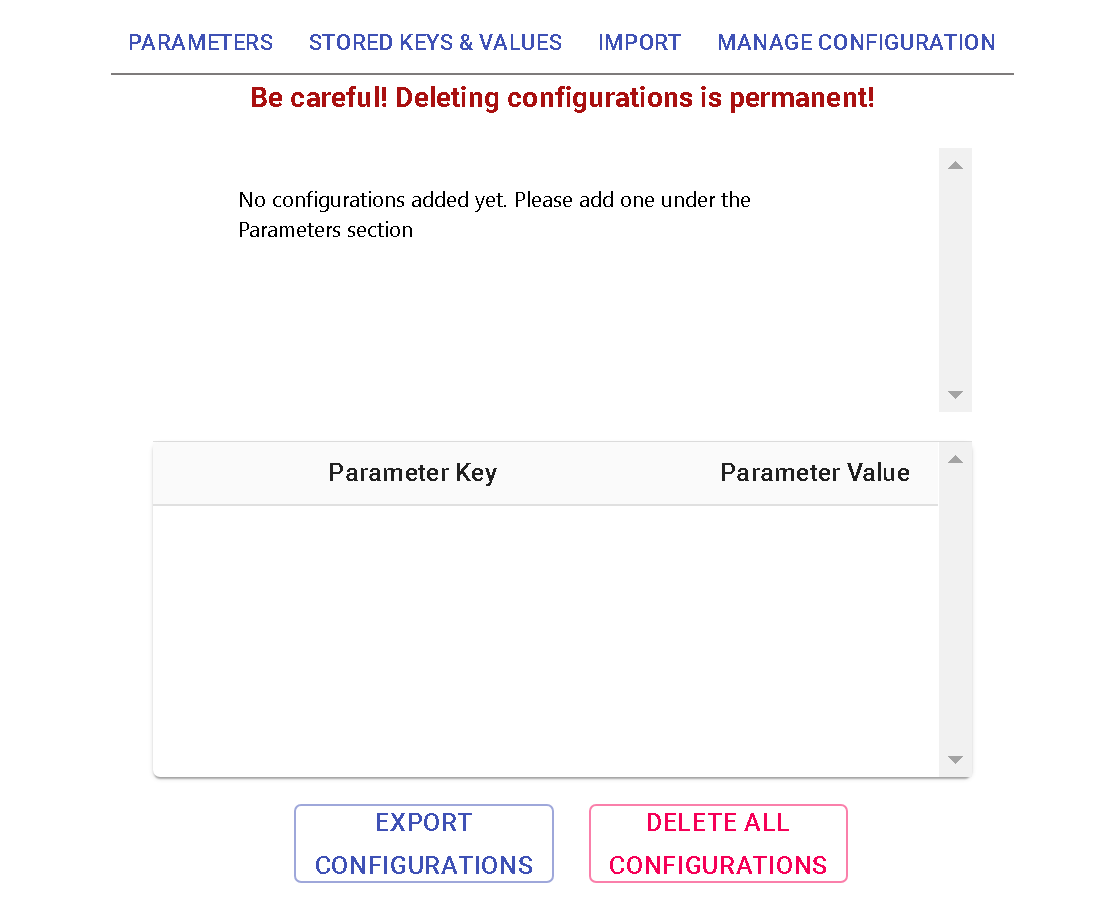 PARAMETERS STORED KEYS & VALUES IMPORT MANAGE CONFIGURATION
Be careful! Deleting configurations is permanent!
No configurations added yet. Please add one under the
Parameters section
Parameter Key Parameter Value
EXPORT
CONFIGURATIONS
DELETE ALL
CONFIGURATIONS